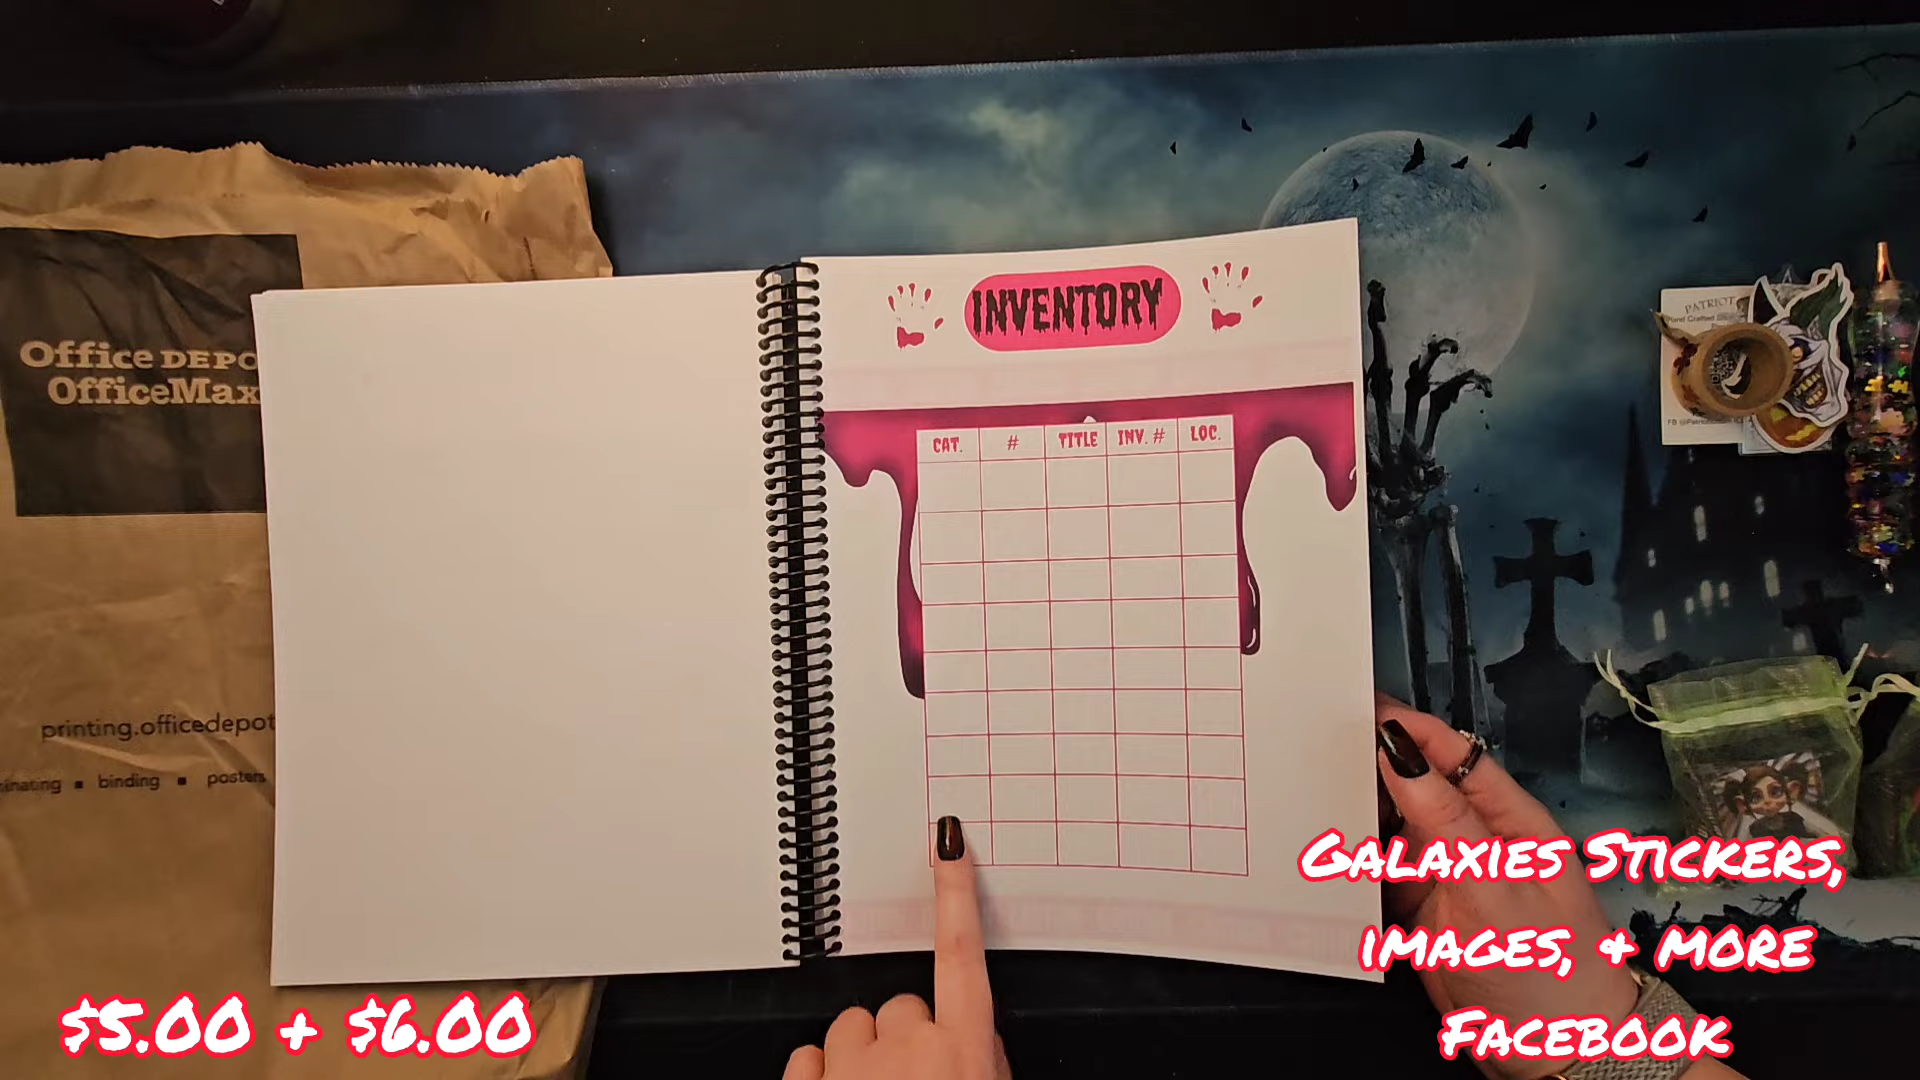 Office DEPO
OfficeMax
printing.officedepot
inating ▪ binding ▪ posters
INVENTORY
CAT. # TITLE INV. # LOC.
PATRIOT
$5.00 + $6.00
GALAXIES STICKERS,
IMAGES, & MORE
FACEBOOK